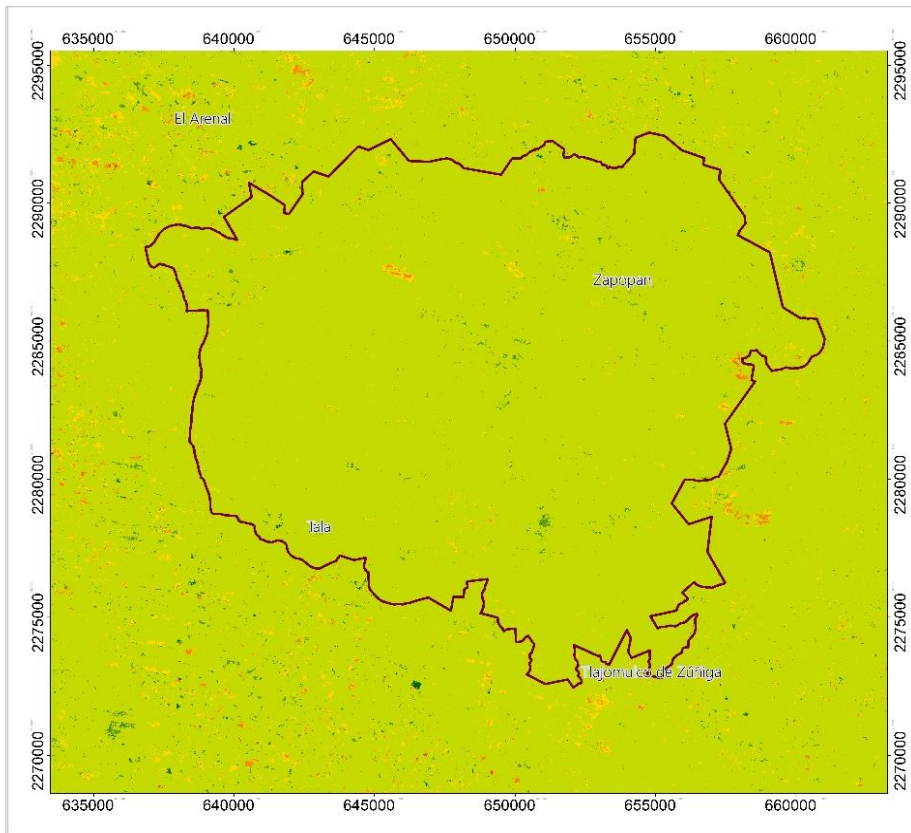 635000 640000 645000 650000 655000 660000
2295000 2295000
El Arenal
2290000 2290000
Zapopan
2285000 2285000
2280000 2280000
Tala
2275000 2275000
Tlajomulco de Zúñiga
2270000 2270000
635000 640000 645000 650000 655000 660000